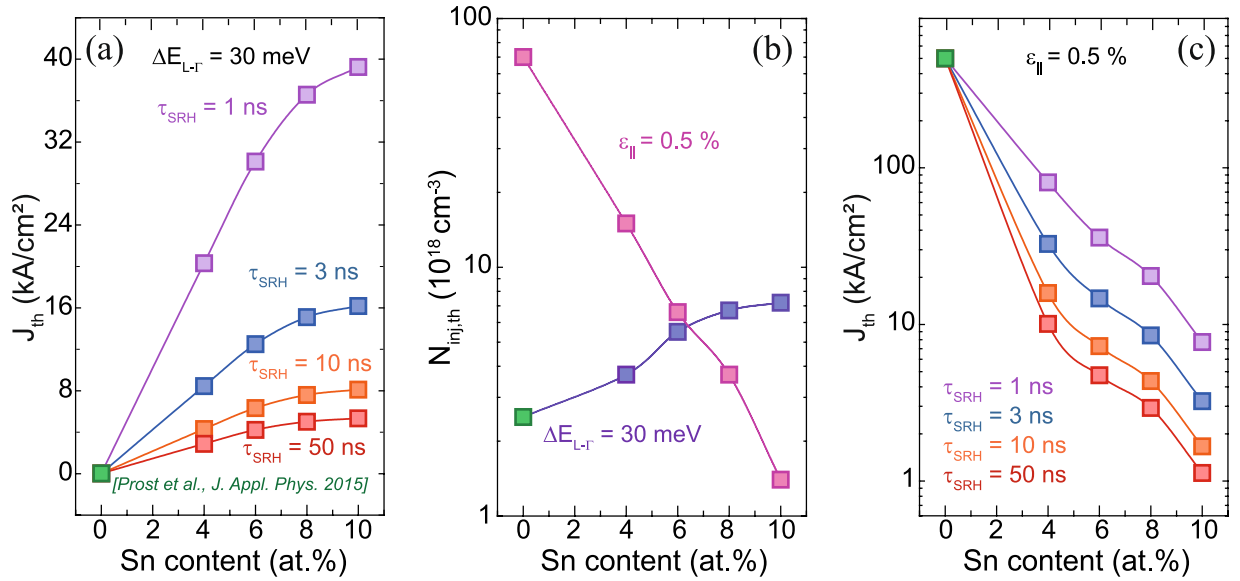 (a)
ΔE_L-Γ = 30 meV
τ_SRH = 1 ns
τ_SRH = 3 ns
τ_SRH = 10 ns
τ_SRH = 50 ns
[Prost et al., J. Appl. Phys. 2015]
40
32
24
16
8
0
J_th (kA/cm²)
0 2 4 6 8 10
Sn content (at.%)
(b)
ε_|| = 0.5 %
ΔE_L-Γ = 30 meV
100
10
1
N_inj,th (10¹⁸ cm⁻³)
0 2 4 6 8 10
Sn content (at.%)
(c)
ε_|| = 0.5 %
τ_SRH = 1 ns
τ_SRH = 3 ns
τ_SRH = 10 ns
τ_SRH = 50 ns
100
10
1
J_th (kA/cm²)
0 2 4 6 8 10
Sn content (at.%)